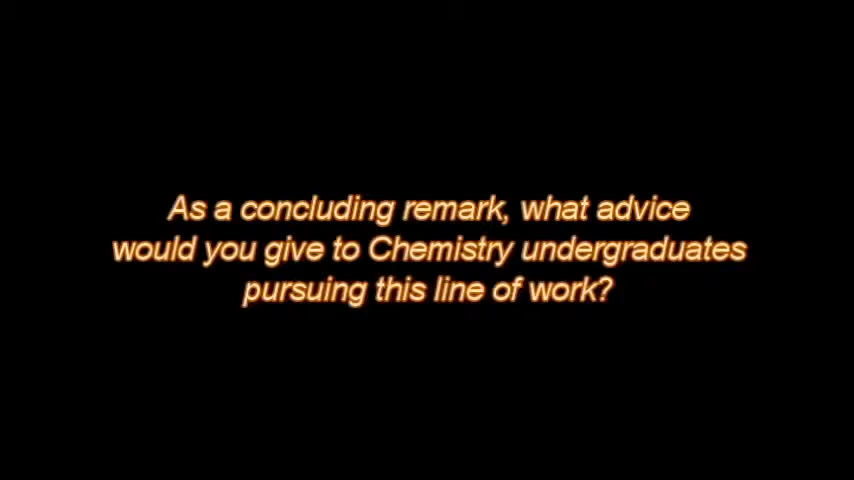 As a concluding remark, what advice
would you give to Chemistry undergraduates
pursuing this line of work?